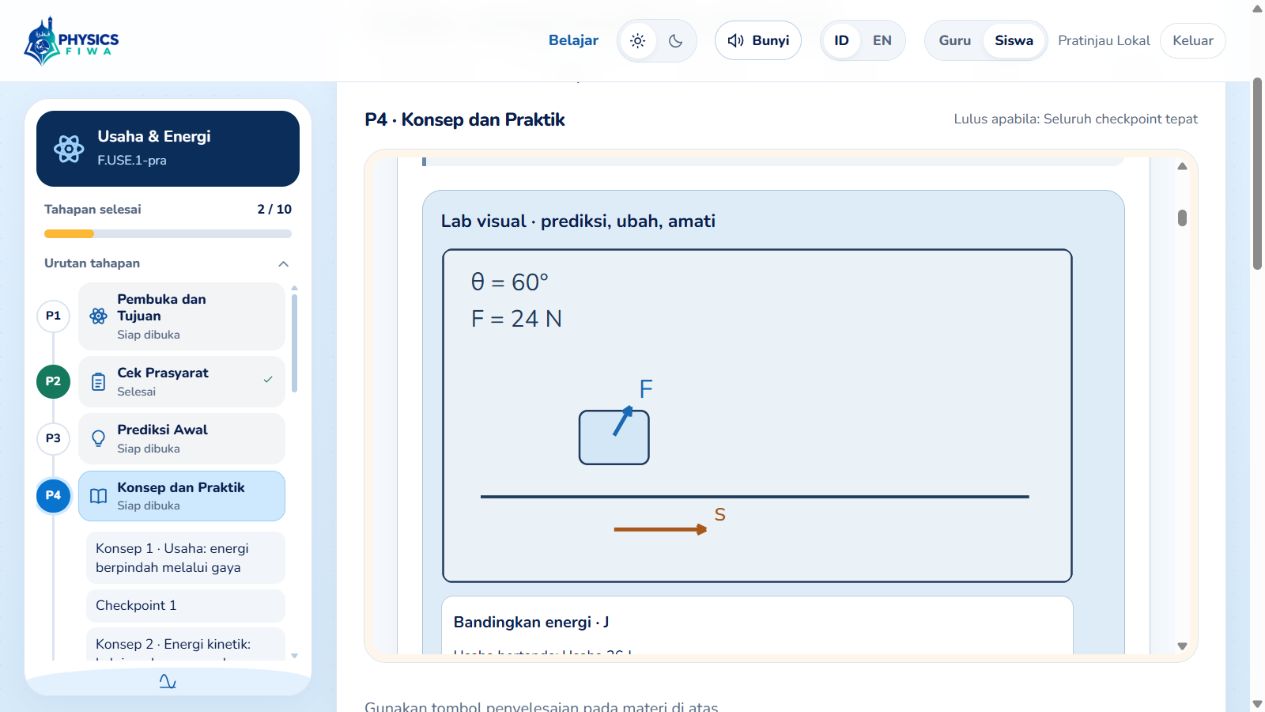 PHYSICS
FIWA
Belajar
Bunyi
ID EN
Guru Siswa
Pratinjau Lokal
Keluar
Usaha & Energi
F.USE.1-pra
Tahapan selesai 2 / 10
Urutan tahapan
P1
Pembuka dan
Tujuan
Siap dibuka
P2
Cek Prasyarat
Selesai
P3
Prediksi Awal
Siap dibuka
P4
Konsep dan Praktik
Siap dibuka
Konsep 1 · Usaha: energi
berpindah melalui gaya
Checkpoint 1
Konsep 2 · Energi kinetik:
P4 · Konsep dan Praktik
Lulus apabila: Seluruh checkpoint tepat
Lab visual · prediksi, ubah, amati
θ = 60°
F = 24 N
F
s
Bandingkan energi · J
Gunakan tombol penyelesaian pada materi di atas